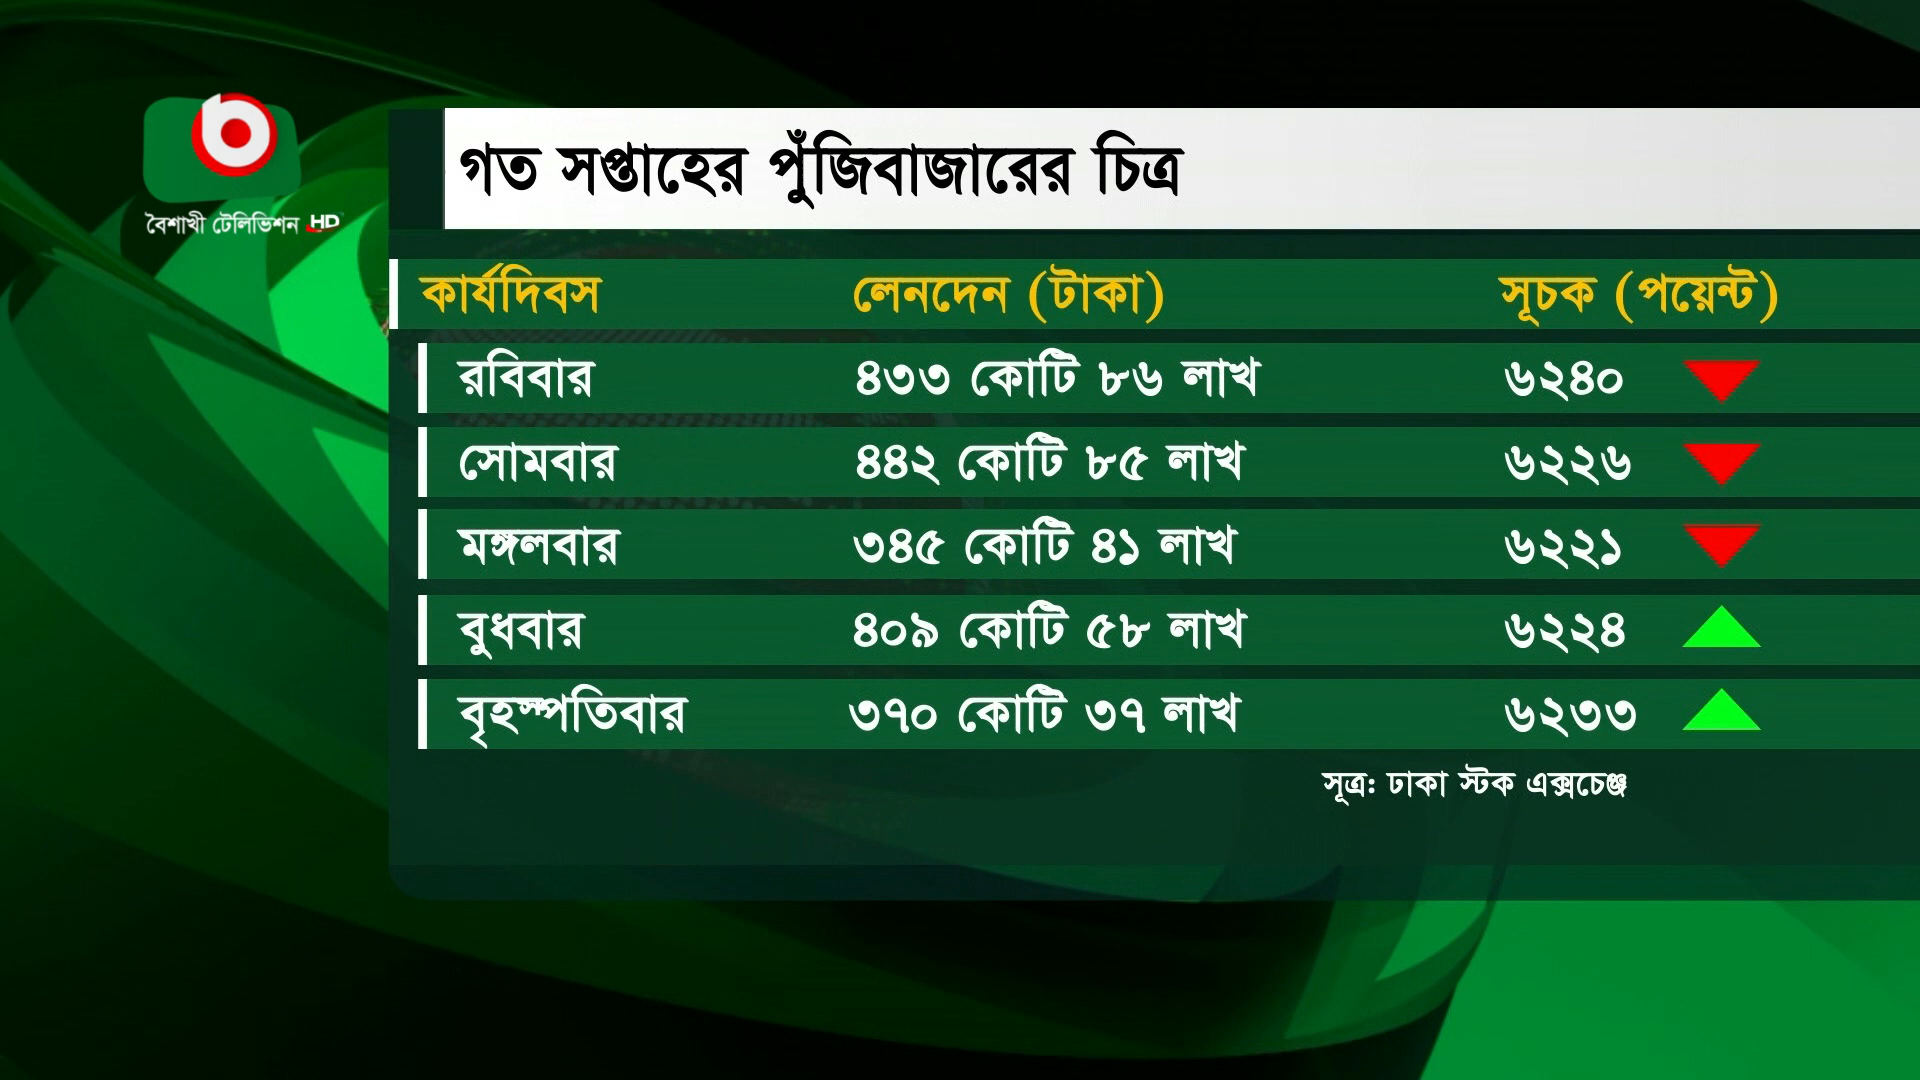 গত সপ্তাহের পুঁজিবাজারের চিত্র
বৈশাখী টেলিভিশন HD
কার্যদিবস লেনদেন (টাকা) সূচক (পয়েন্ট)
রবিবার ৪৩৩ কোটি ৮৬ লাখ ৬২৪০
সোমবার ৪৪২ কোটি ৮৫ লাখ ৬২২৬
মঙ্গলবার ৩৪৫ কোটি ৪১ লাখ ৬২২১
বুধবার ৪০৯ কোটি ৫৮ লাখ ৬২২৪
বৃহস্পতিবার ৩৭০ কোটি ৩৭ লাখ ৬২৩৩
সূত্র: ঢাকা স্টক এক্সচেঞ্জ